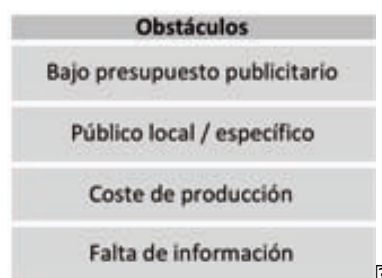 Obstáculos
Bajo presupuesto publicitario
Público local / específico
Coste de producción
Falta de información